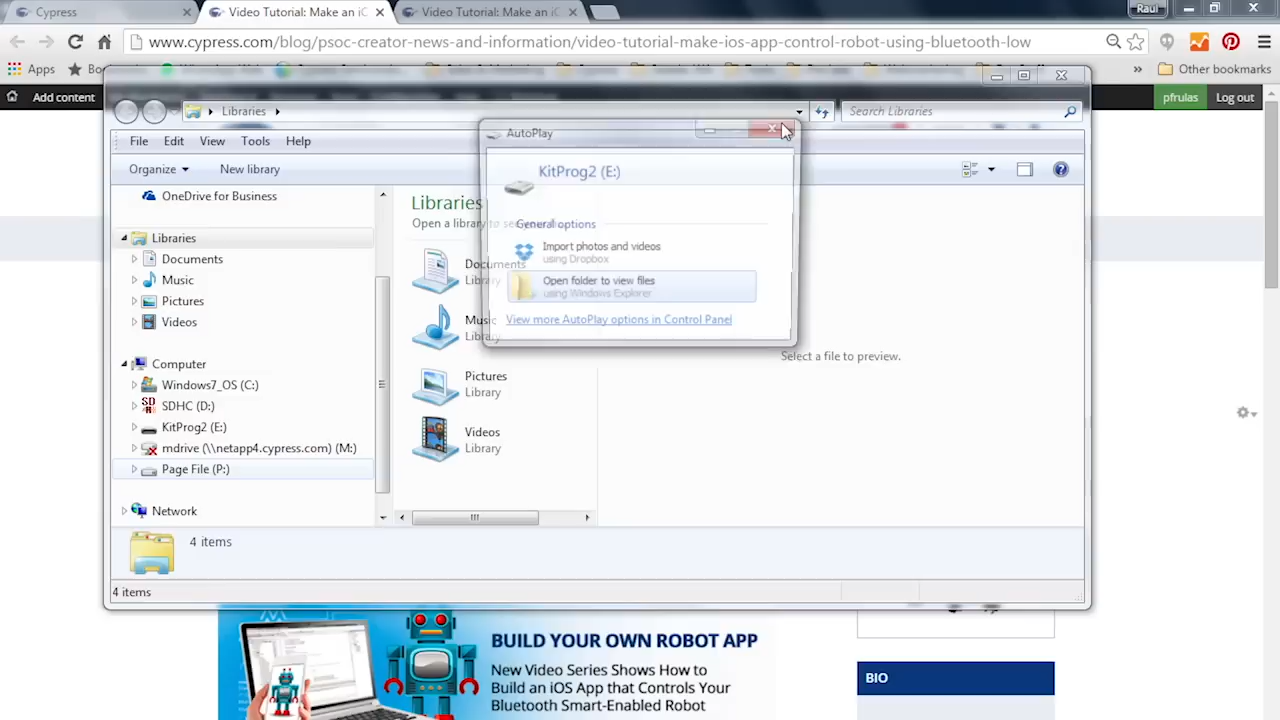 Cypress
Video Tutorial: Make an iO
Video Tutorial: Make an iO
Raul
www.cypress.com/blog/psoc-creator-news-and-information/video-tutorial-make-ios-app-control-robot-using-bluetooth-low
Apps
Other bookmarks
Add content
pfrulas
Log out
Libraries
Search Libraries
File Edit View Tools Help
Organize
New library
OneDrive for Business
Libraries
Documents
Music
Pictures
Videos
Computer
Windows7_OS (C:)
SDHC (D:)
KitProg2 (E:)
mdrive (\\netapp4.cypress.com) (M:)
Page File (P:)
Network
Libraries
Open a library to
Documents
Library
Music
Library
Pictures
Library
Videos
Library
Select a file to preview.
AutoPlay
KitProg2 (E:)
General options
Import photos and videos
using Dropbox
Open folder to view files
using Windows Explorer
View more AutoPlay options in Control Panel
4 items
4 items
BUILD YOUR OWN ROBOT APP
New Video Series Shows How to
Build an iOS App that Controls Your
Bluetooth Smart-Enabled Robot
BIO